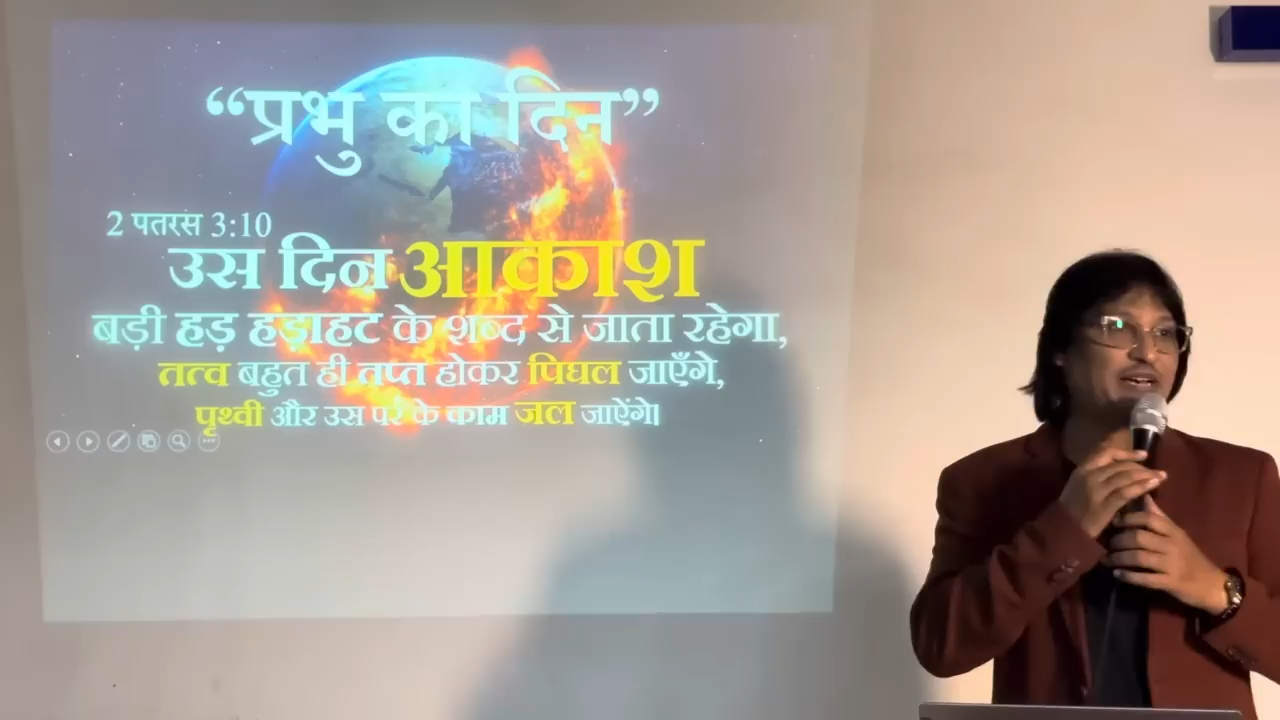 “प्रभु का दिन”
2 पतरस 3:10
उस दिन आकाश
बड़ी हड़ हड़ाहट के शब्द से जाता रहेगा,
तत्व बहुत ही तप्त होकर पिघल जाएँगे,
पृथ्वी और उस पर के काम जल जाऐंगे।